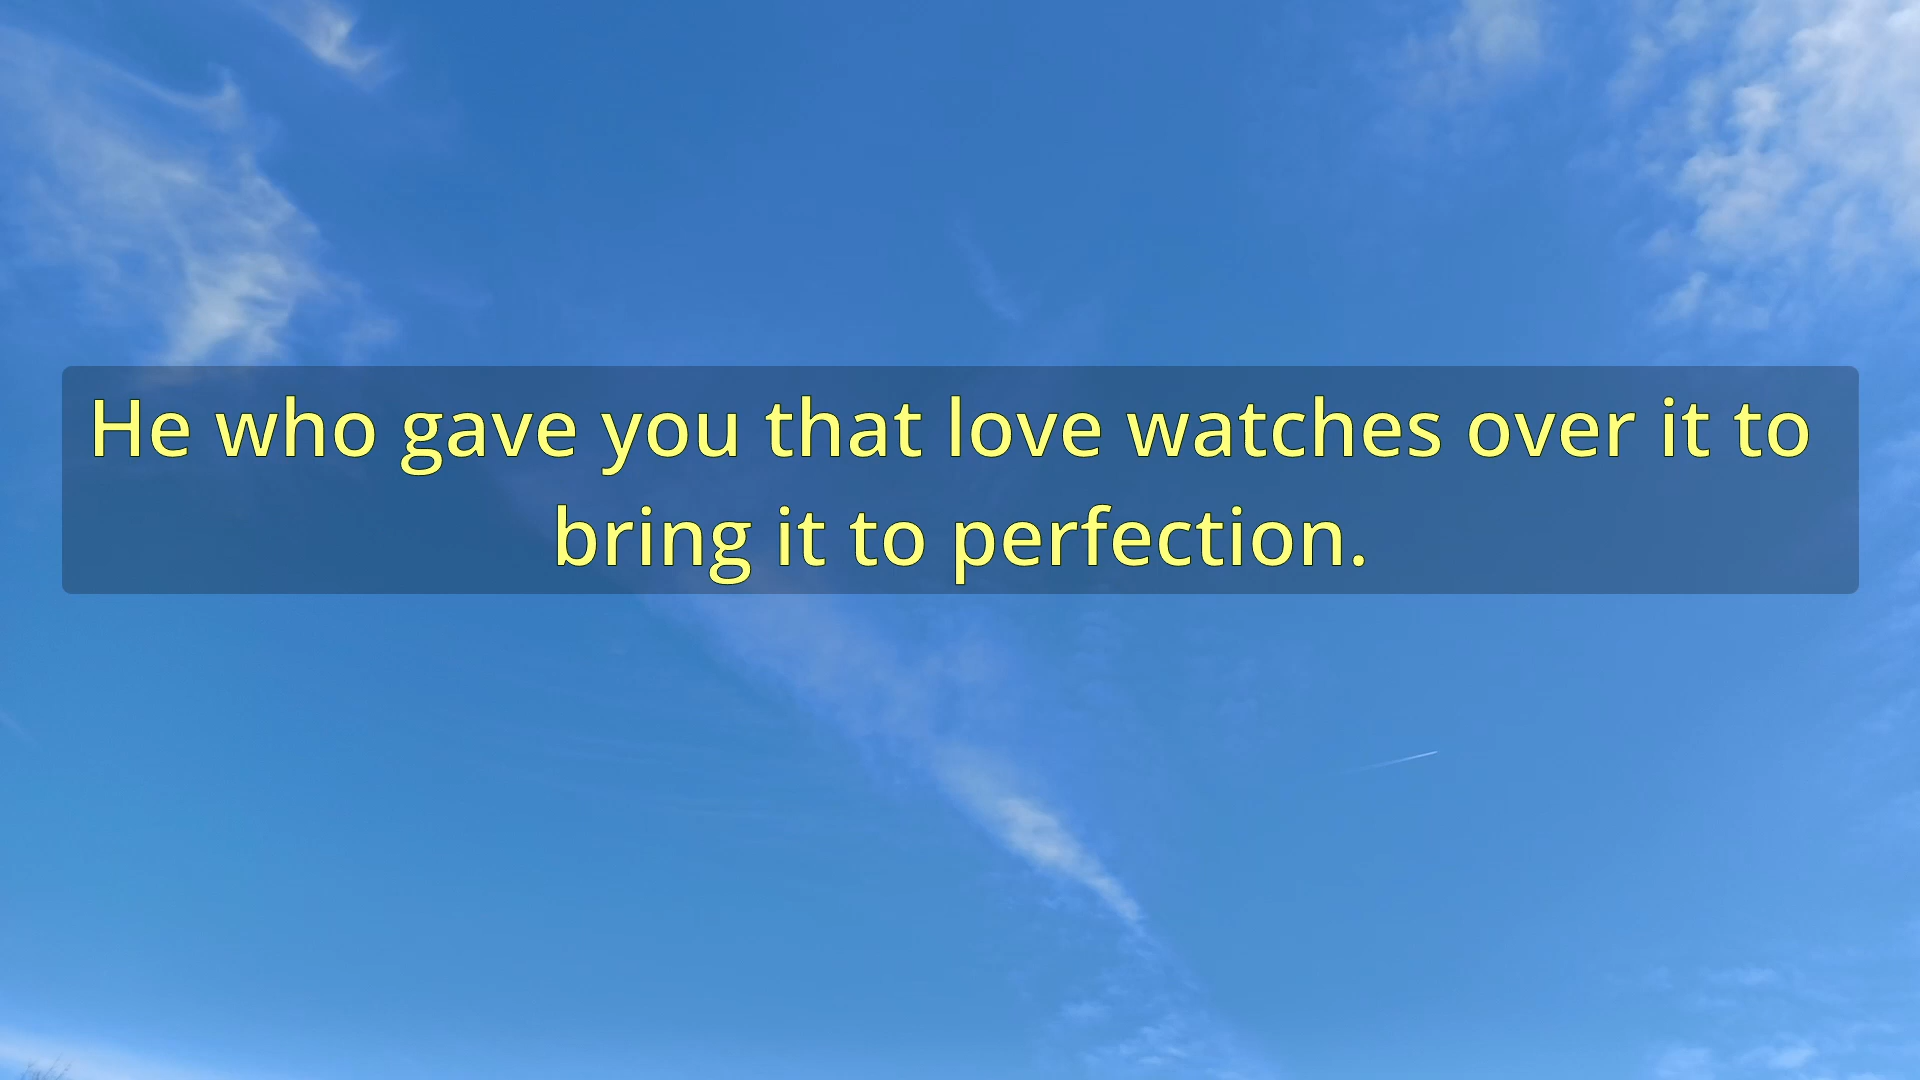 He who gave you that love watches over it to
bring it to perfection.